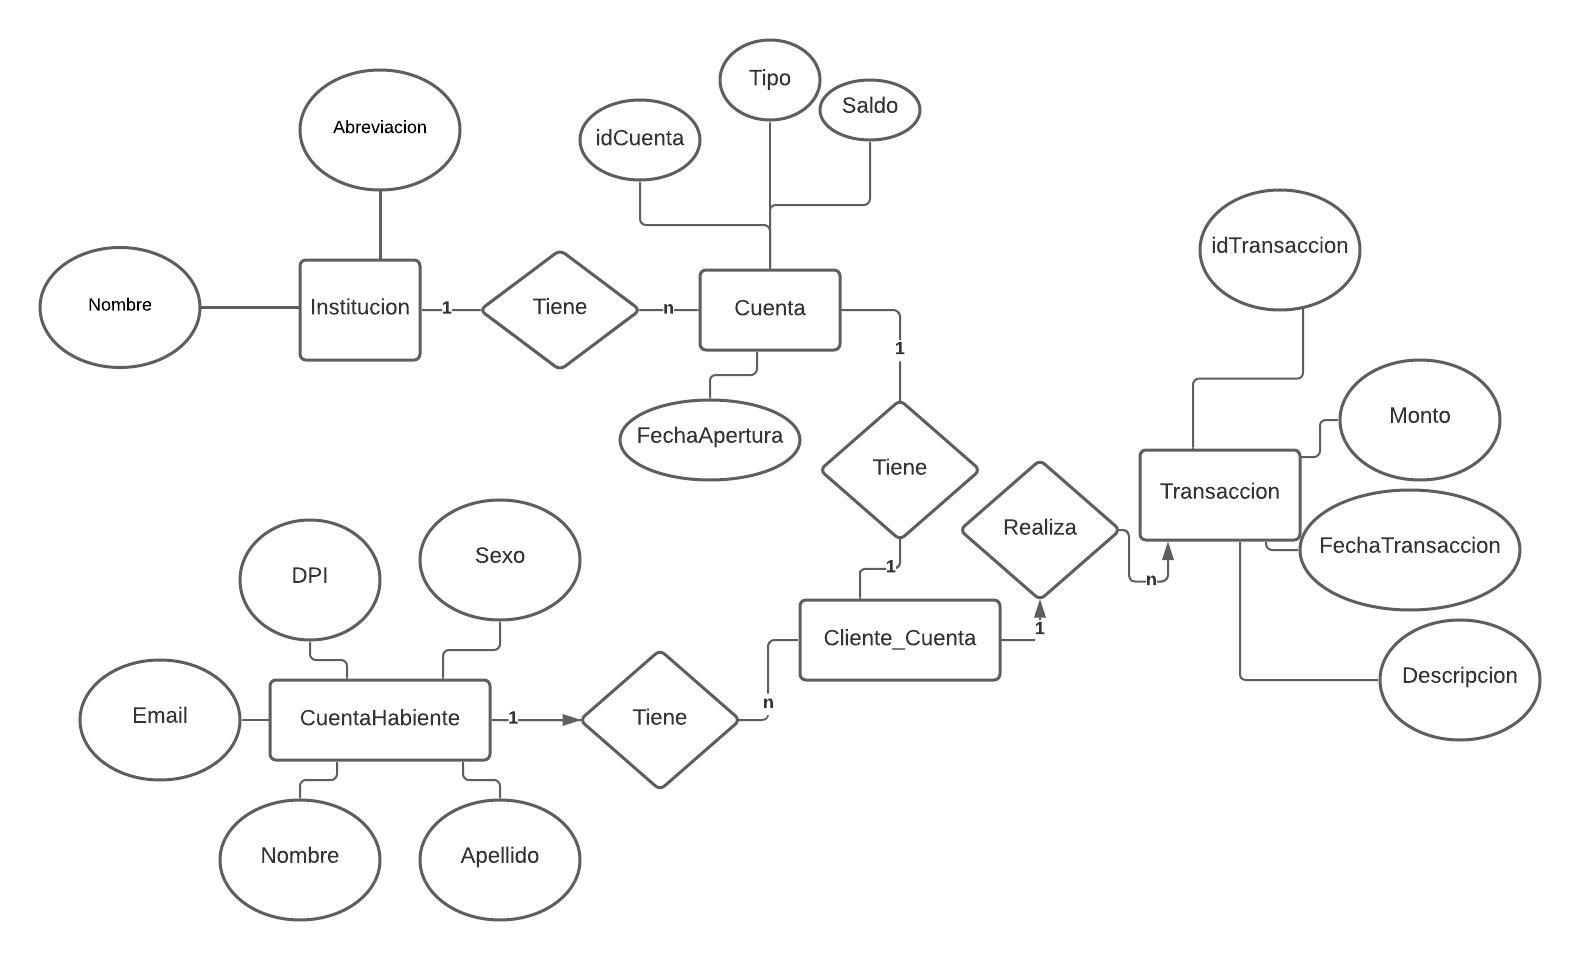 Tipo
Saldo
Abreviacion
idCuenta
idTransaccion
Nombre
Institucion
1
Tiene
n
Cuenta
1
FechaApertura
Monto
Tiene
Transaccion
Realiza
Sexo
FechaTransaccion
DPI
1
n
1
Cliente_Cuenta
Descripcion
n
Email
CuentaHabiente
1
Tiene
Nombre
Apellido